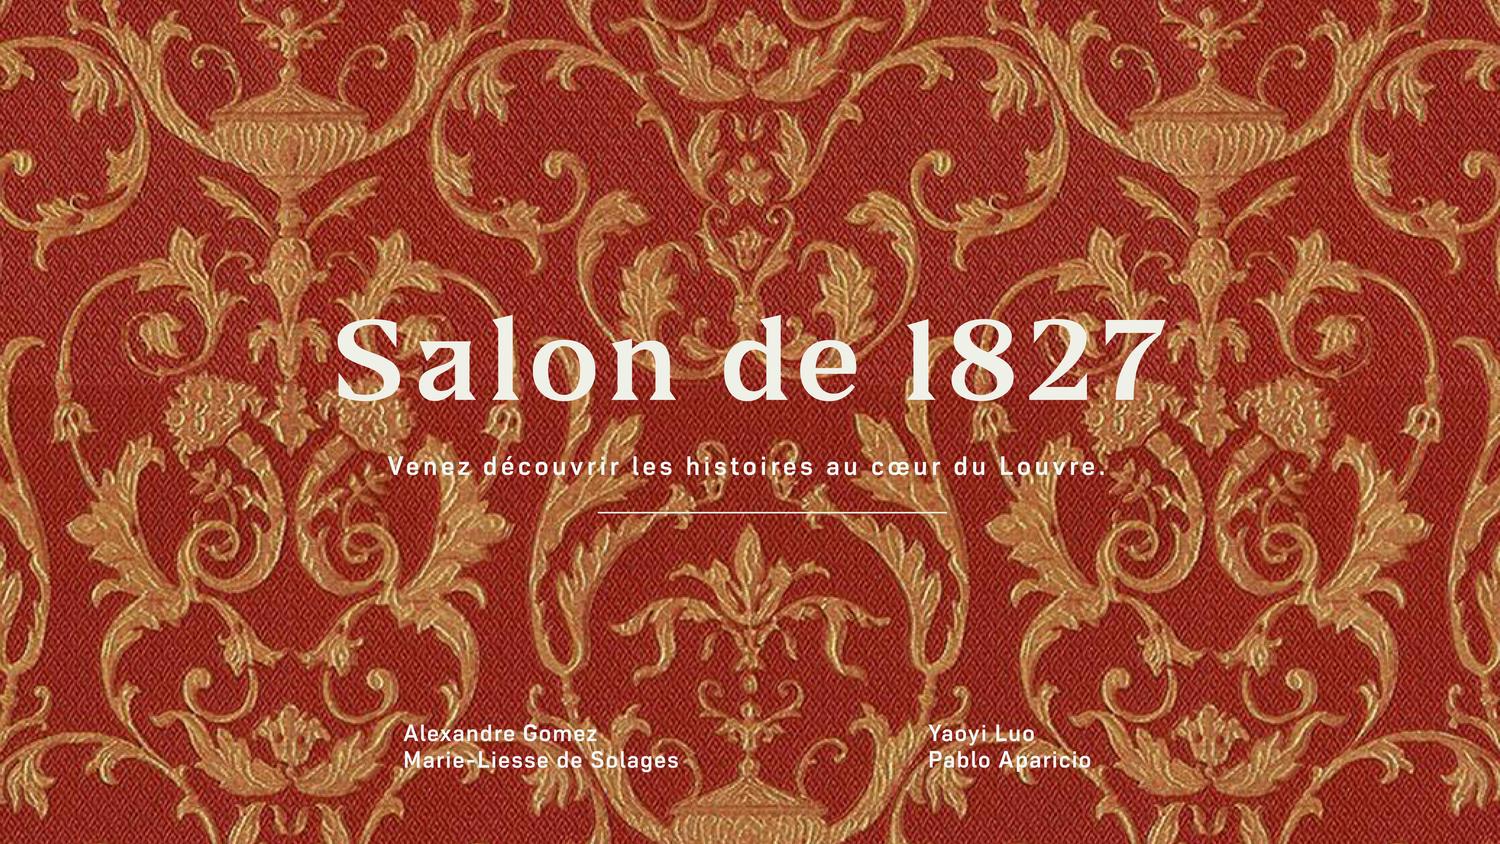 Salon de 1827
Venez découvrir les histoires au cœur du Louvre.
Alexandre Gomez
Marie-Liesse de Solages
Yaoyi Luo
Pablo Aparicio